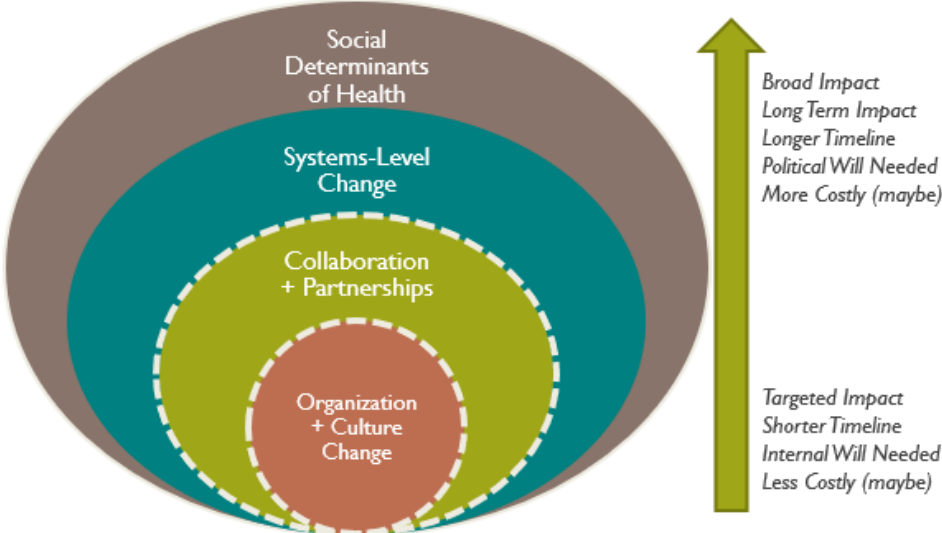 Social
Determinants
of Health
Systems-Level
Change
Collaboration
+ Partnerships
Organization
+ Culture
Change
Broad Impact
Long Term Impact
Longer Timeline
Political Will Needed
More Costly (maybe)
Targeted Impact
Shorter Timeline
Internal Will Needed
Less Costly (maybe)